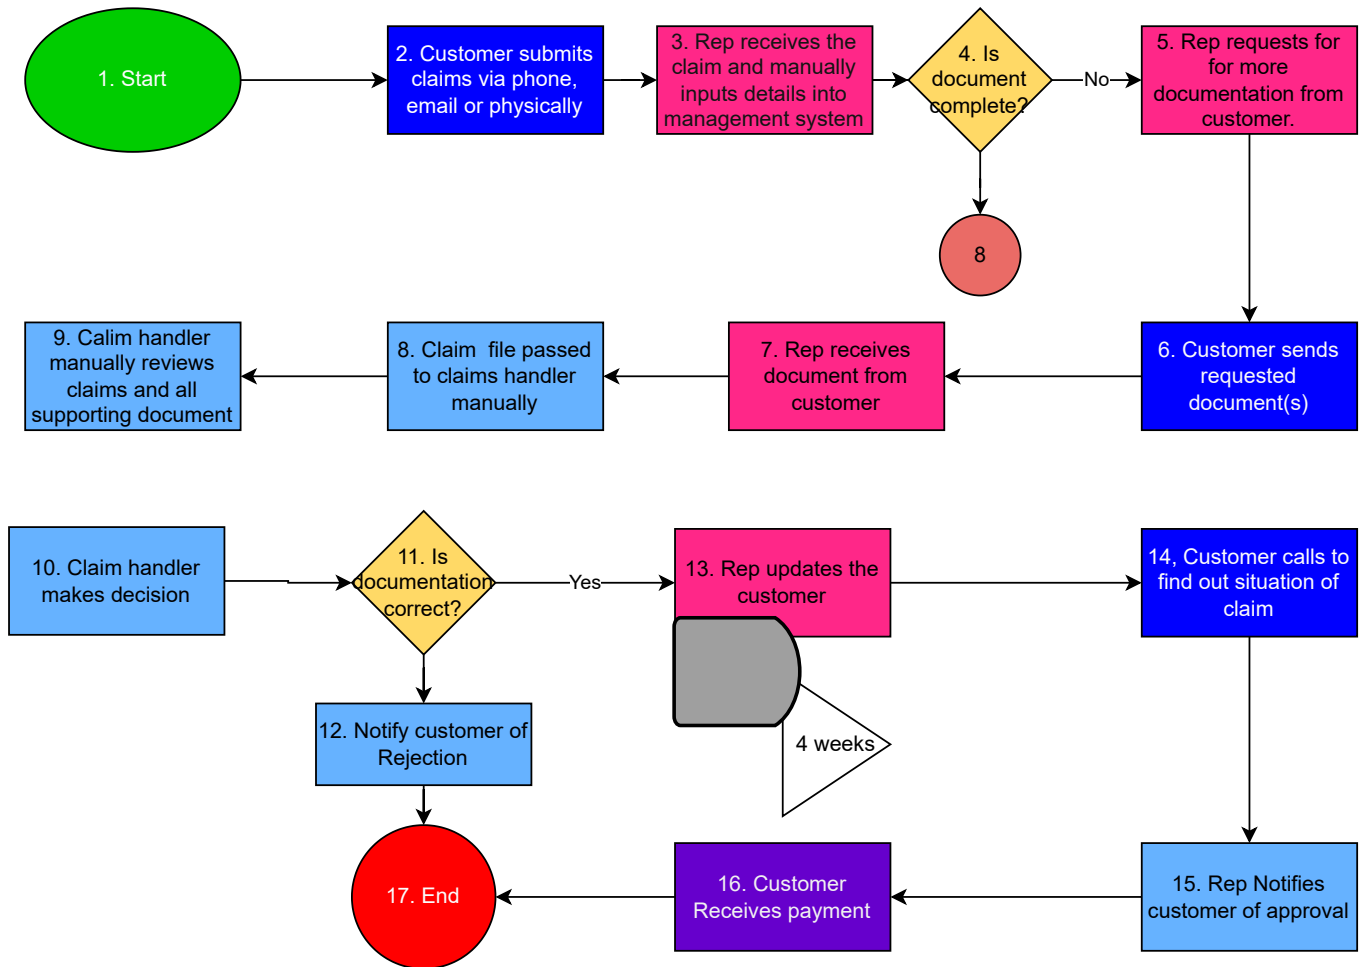 1. Start
2. Customer submits
claims via phone,
email or physically
3. Rep receives the
claim and manually
inputs details into
management system
4. Is
document
complete?
No
5. Rep requests for
for more
documentation from
customer.
8
9. Calim handler
manually reviews
claims and all
supporting document
8. Claim file passed
to claims handler
manually
7. Rep receives
document from
customer
6. Customer sends
requested
document(s)
10. Claim handler
makes decision
11. Is
documentation
correct?
Yes
13. Rep updates the
customer
14, Customer calls to
find out situation of
claim
12. Notify customer of
Rejection
4 weeks
17. End
16. Customer
Receives payment
15. Rep Notifies
customer of approval